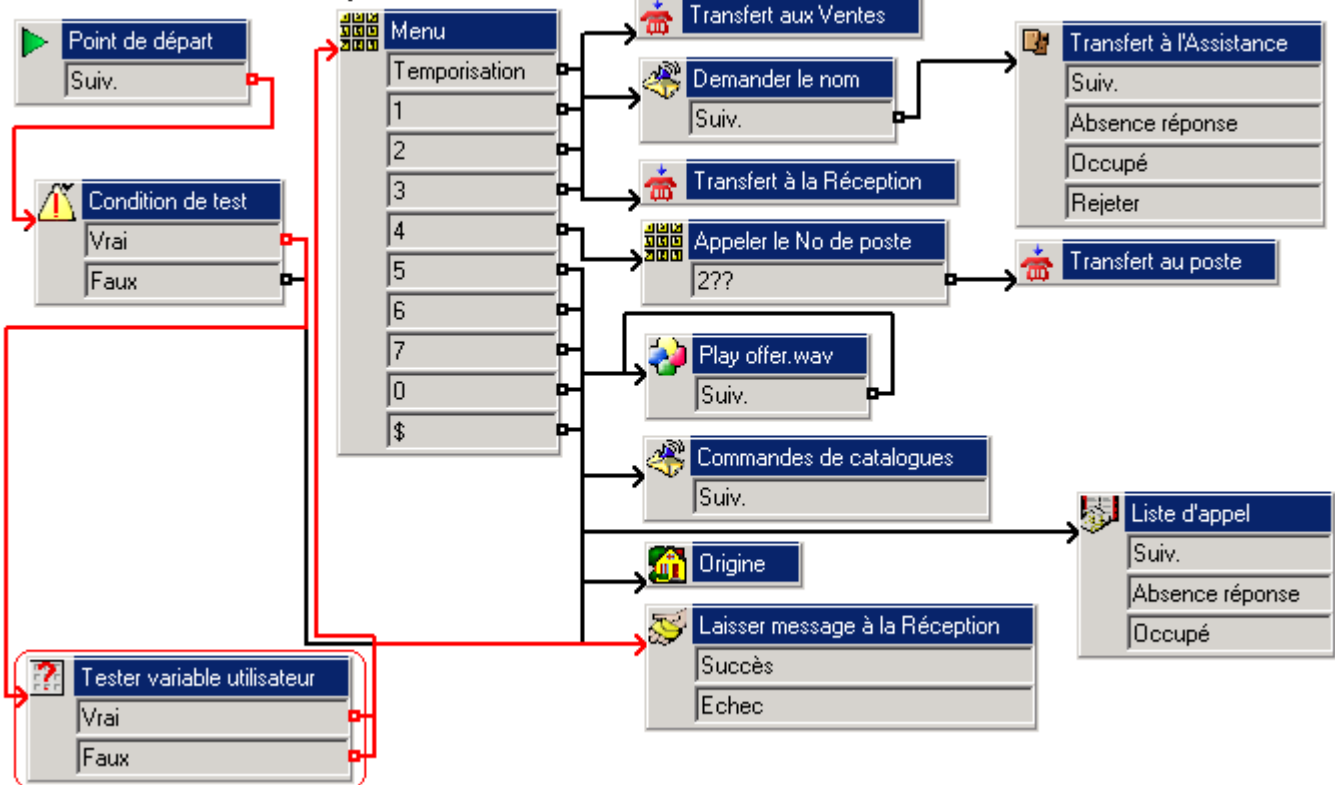 Point de départ
Suiv.
Condition de test
Vrai
Faux
Menu
Temporisation
1
2
3
4
5
6
7
0
$
Transfert aux Ventes
Demander le nom
Suiv.
Transfert à la Réception
Appeler le No de poste
2??
Play offer.wav
Suiv.
Commandes de catalogues
Suiv.
Origine
Laisser message à la Réception
Succès
Echec
Transfert à l'Assistance
Suiv.
Absence réponse
Occupé
Rejeter
Transfert au poste
Liste d'appel
Suiv.
Absence réponse
Occupé
Tester variable utilisateur
Vrai
Faux